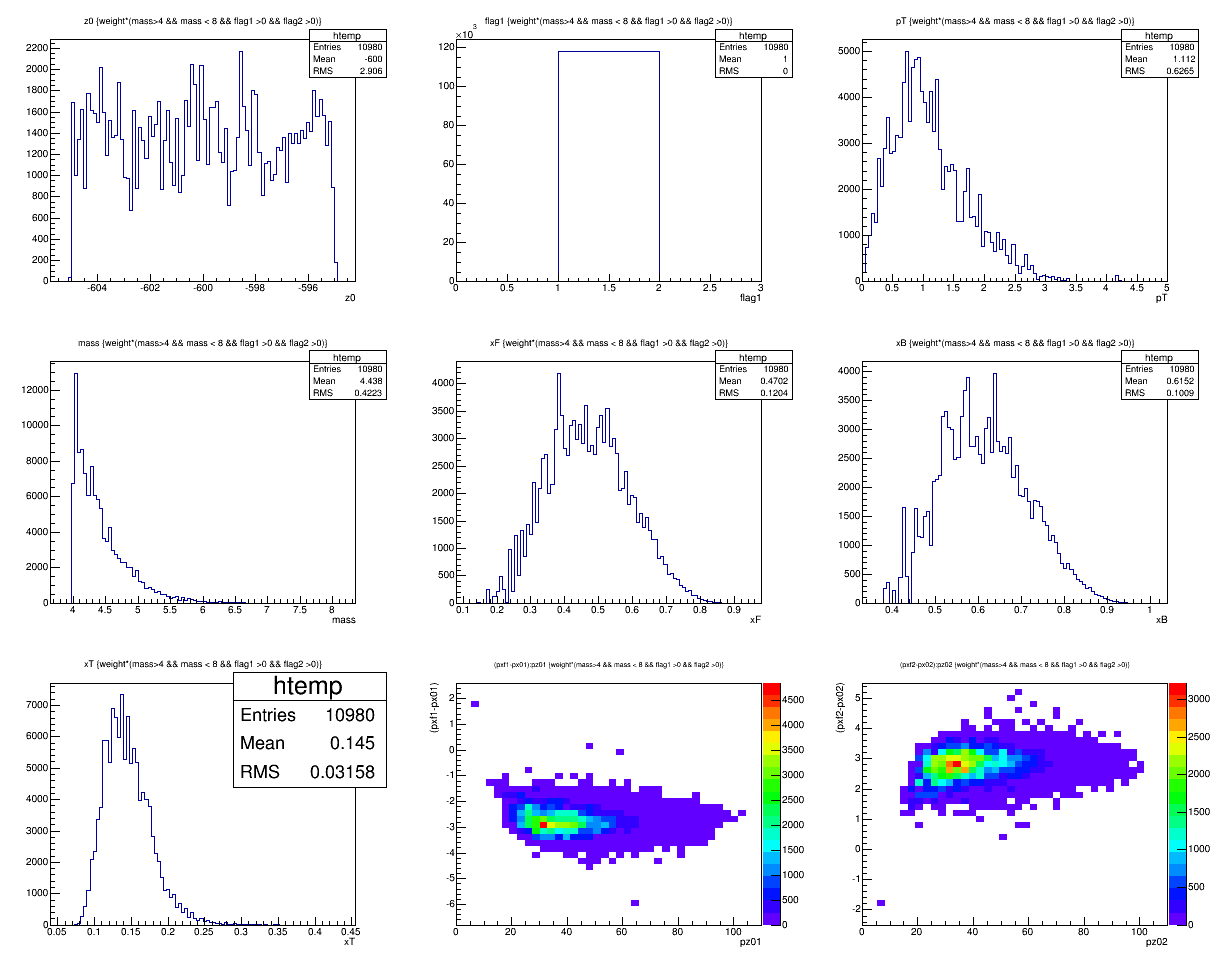 z0 {weight*(mass>4 && mass < 8 && flag1 >0 && flag2 >0)}
htemp
Entries 10980
Mean -600
RMS 2.906
2200
2000
1800
1600
1400
1200
1000
800
600
400
200
0
-604 -602 -600 -598 -596
z0
flag1 {weight*(mass>4 && mass < 8 && flag1 >0 && flag2 >0)}
×10³
htemp
Entries 10980
Mean 1
RMS 0
120
100
80
60
40
20
0
0 0.5 1 1.5 2 2.5 3
flag1
pT {weight*(mass>4 && mass < 8 && flag1 >0 && flag2 >0)}
htemp
Entries 10980
Mean 1.112
RMS 0.6265
5000
4000
3000
2000
1000
0
0 0.5 1 1.5 2 2.5 3 3.5 4 4.5 5
pT
mass {weight*(mass>4 && mass < 8 && flag1 >0 && flag2 >0)}
htemp
Entries 10980
Mean 4.438
RMS 0.4223
12000
10000
8000
6000
4000
2000
0
4 4.5 5 5.5 6 6.5 7 7.5 8
mass
xF {weight*(mass>4 && mass < 8 && flag1 >0 && flag2 >0)}
htemp
Entries 10980
Mean 0.4702
RMS 0.1204
4000
3500
3000
2500
2000
1500
1000
500
0
0.1 0.2 0.3 0.4 0.5 0.6 0.7 0.8 0.9
xF
xB {weight*(mass>4 && mass < 8 && flag1 >0 && flag2 >0)}
htemp
Entries 10980
Mean 0.6152
RMS 0.1009
4000
3500
3000
2500
2000
1500
1000
500
0
0.4 0.5 0.6 0.7 0.8 0.9 1
xB
xT {weight*(mass>4 && mass < 8 && flag1 >0 && flag2 >0)}
htemp
Entries 10980
Mean 0.145
RMS 0.03158
7000
6000
5000
4000
3000
2000
1000
0
0.05 0.1 0.15 0.2 0.25 0.3 0.35 0.4 0.45
xT
(pxf1-px01):pz01 {weight*(mass>4 && mass < 8 && flag1 >0 && flag2 >0)}
(pxf1-px01)
2
1
0
-1
-2
-3
-4
-5
-6
0 20 40 60 80 100
pz01
4500
4000
3500
3000
2500
2000
1500
1000
500
0
(pxf2-px02):pz02 {weight*(mass>4 && mass < 8 && flag1 >0 && flag2 >0)}
(pxf2-px02)
5
4
3
2
1
0
-1
-2
0 20 40 60 80 100
pz02
3000
2500
2000
1500
1000
500
0